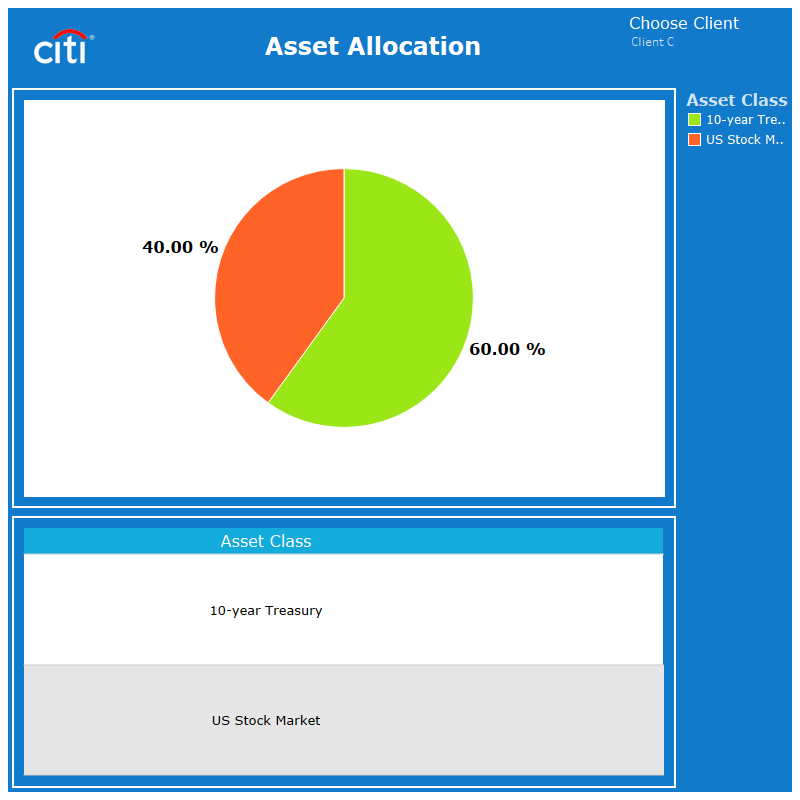 citi®
Asset Allocation
Choose Client
Client C
Asset Class
10-year Tre..
US Stock M..
40.00 %
60.00 %
Asset Class
10-year Treasury
US Stock Market